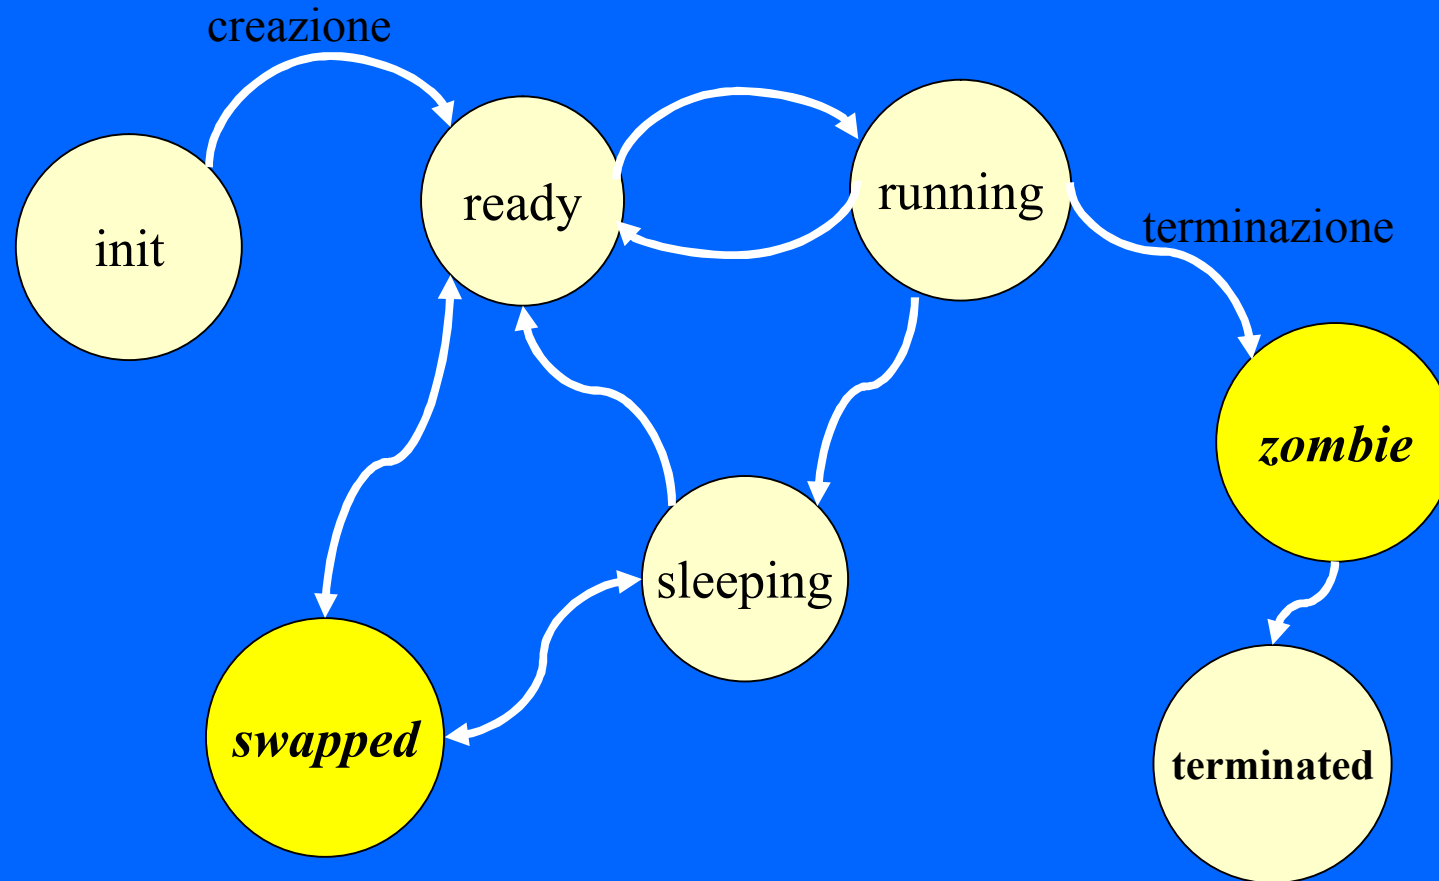 creazione
init
ready
running
terminazione
zombie
sleeping
swapped
terminated